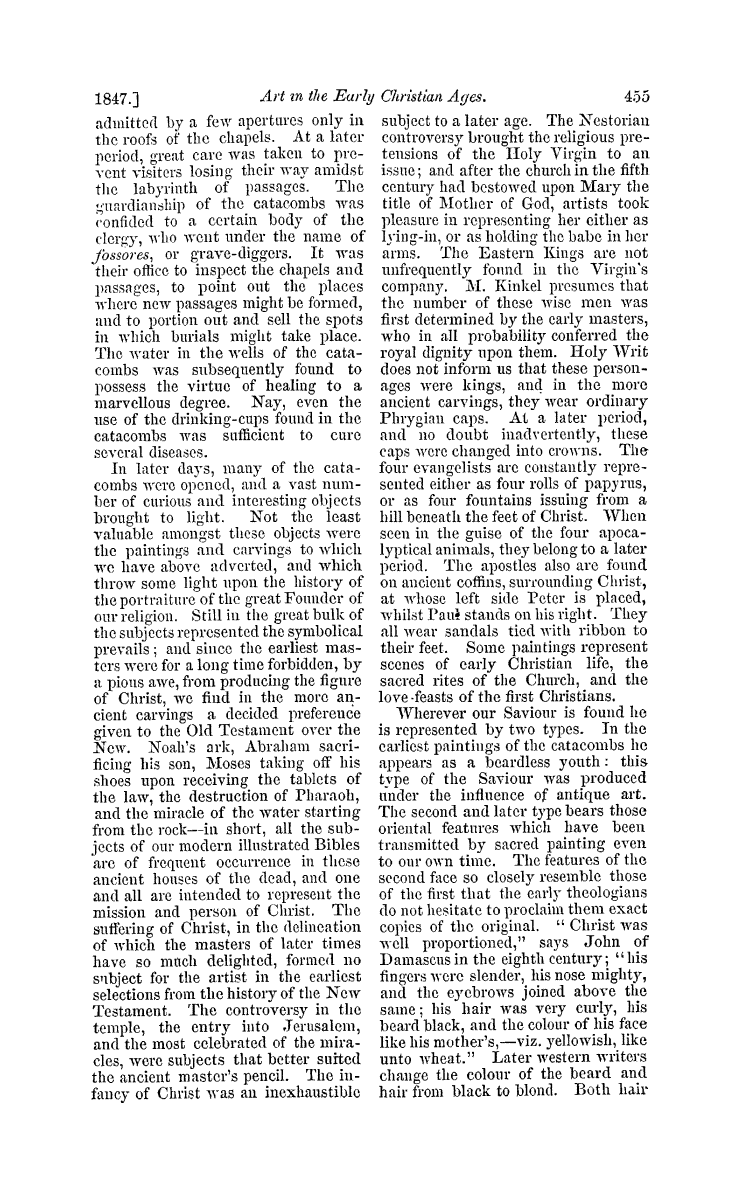 1847.] Art in the Early Christian Ages. 455
admitted by a few apertures only in
the roofs of the chapels. At a later
period, great care was taken to pre-
vent visiters losing their way amidst
the labyrinth of passages. The
guardianship of the catacombs was
confided to a certain body of the
clergy, who went under the name of
fossores, or grave-diggers. It was
their office to inspect the chapels and
passages, to point out the places
where new passages might be formed,
and to portion out and sell the spots
in which burials might take place.
The water in the wells of the cata-
combs was subsequently found to
possess the virtue of healing to a
marvellous degree. Nay, even the
use of the drinking-cups found in the
catacombs was sufficient to cure
several diseases.
In later days, many of the cata-
combs were opened, and a vast num-
ber of curious and interesting objects
brought to light. Not the least
valuable amongst these objects were
the paintings and carvings to which
we have above adverted, and which
throw some light upon the history of
the portraiture of the great Founder of
our religion. Still in the great bulk of
the subjects represented the symbolical
prevails; and since the earliest mas-
ters were for a long time forbidden, by
a pious awe, from producing the figure
of Christ, we find in the more an-
cient carvings a decided preference
given to the Old Testament over the
New. Noah's ark, Abraham sacri-
ficing his son, Moses taking off his
shoes upon receiving the tablets of
the law, the destruction of Pharaoh,
and the miracle of the water starting
from the rock—in short, all the sub-
jects of our modern illustrated Bibles
are of frequent occurrence in these
ancient houses of the dead, and one
and all are intended to represent the
mission and person of Christ. The
suffering of Christ, in the delineation
of which the masters of later times
have so much delighted, formed no
subject for the artist in the earliest
selections from the history of the New
Testament. The controversy in the
temple, the entry into Jerusalem,
and the most celebrated of the mira-
cles, were subjects that better suited
the ancient master's pencil. The in-
fancy of Christ was an inexhaustible
subject to a later age. The Nestorian
controversy brought the religious pre-
tensions of the Holy Virgin to an
issue; and after the church in the fifth
century had bestowed upon Mary the
title of Mother of God, artists took
pleasure in representing her either as
lying-in, or as holding the babe in her
arms. The Eastern Kings are not
unfrequently found in the Virgin's
company. M. Kinkel presumes that
the number of these wise men was
first determined by the early masters,
who in all probability conferred the
royal dignity upon them. Holy Writ
does not inform us that these person-
ages were kings, and in the more
ancient carvings, they wear ordinary
Phrygian caps. At a later period,
and no doubt inadvertently, these
caps were changed into crowns. The
four evangelists are constantly repre-
sented either as four rolls of papyrus,
or as four fountains issuing from a
hill beneath the feet of Christ. When
seen in the guise of the four apoca-
lyptical animals, they belong to a later
period. The apostles also are found
on ancient coffins, surrounding Christ,
at whose left side Peter is placed,
whilst Paul stands on his right. They
all wear sandals tied with ribbon to
their feet. Some paintings represent
scenes of early Christian life, the
sacred rites of the Church, and the
love-feasts of the first Christians.
Wherever our Saviour is found he
is represented by two types. In the
earliest paintings of the catacombs he
appears as a beardless youth: this
type of the Saviour was produced
under the influence of antique art.
The second and later type bears those
oriental features which have been
transmitted by sacred painting even
to our own time. The features of the
second face so closely resemble those
of the first that the early theologians
do not hesitate to proclaim them exact
copies of the original. "Christ was
well proportioned," says John of
Damascus in the eighth century; "his
fingers were slender, his nose mighty,
and the eyebrows joined above the
same; his hair was very curly, his
beard black, and the colour of his face
like his mother's,—viz. yellowish, like
unto wheat." Later western writers
change the colour of the beard and
hair from black to blond. Both hair